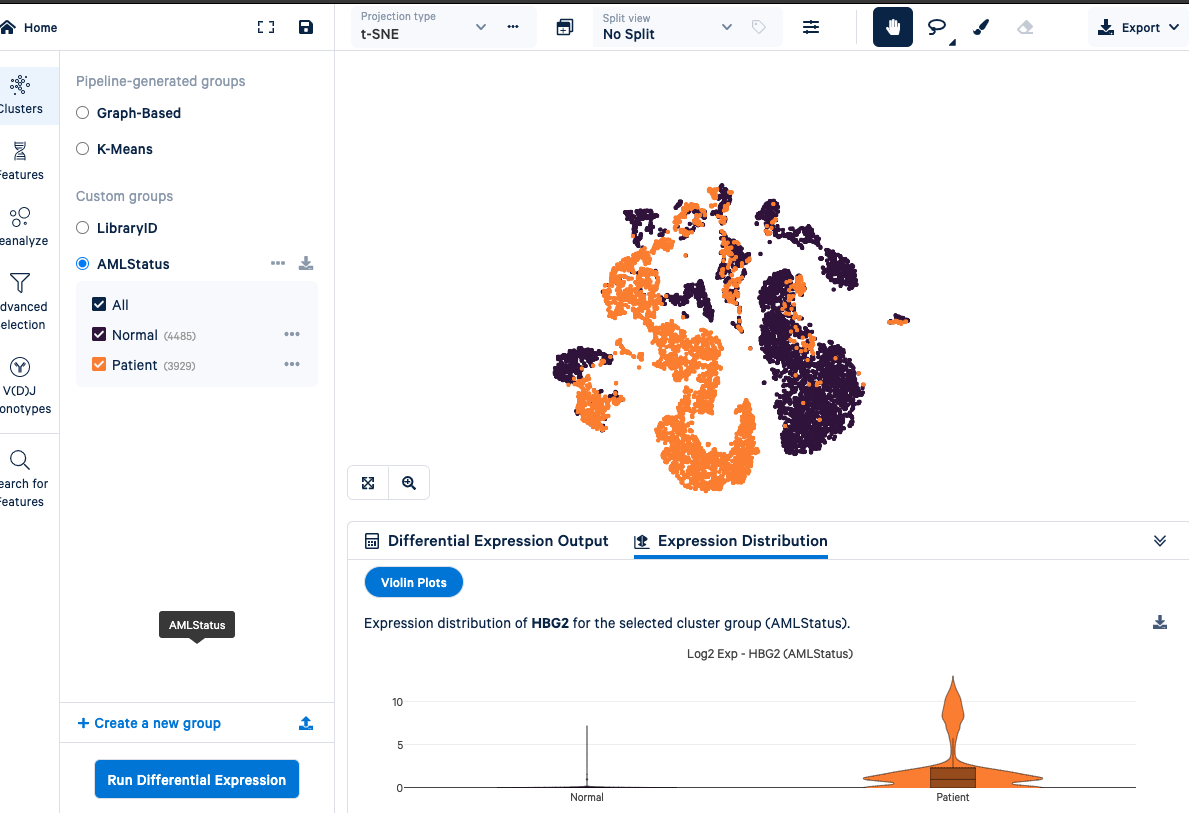 Home
Projection type
t-SNE
Split view
No Split
Export
Clusters
Features
eanalyze
dvanced
election
V(D)J
onotypes
earch for
Features
Pipeline-generated groups
Graph-Based
K-Means
Custom groups
LibraryID
AMLStatus
All
Normal (4485)
Patient (3929)
AMLStatus
Create a new group
Run Differential Expression
Differential Expression Output
Expression Distribution
Violin Plots
Expression distribution of HBG2 for the selected cluster group (AMLStatus).
Log2 Exp - HBG2 (AMLStatus)
10
5
0
Normal
Patient